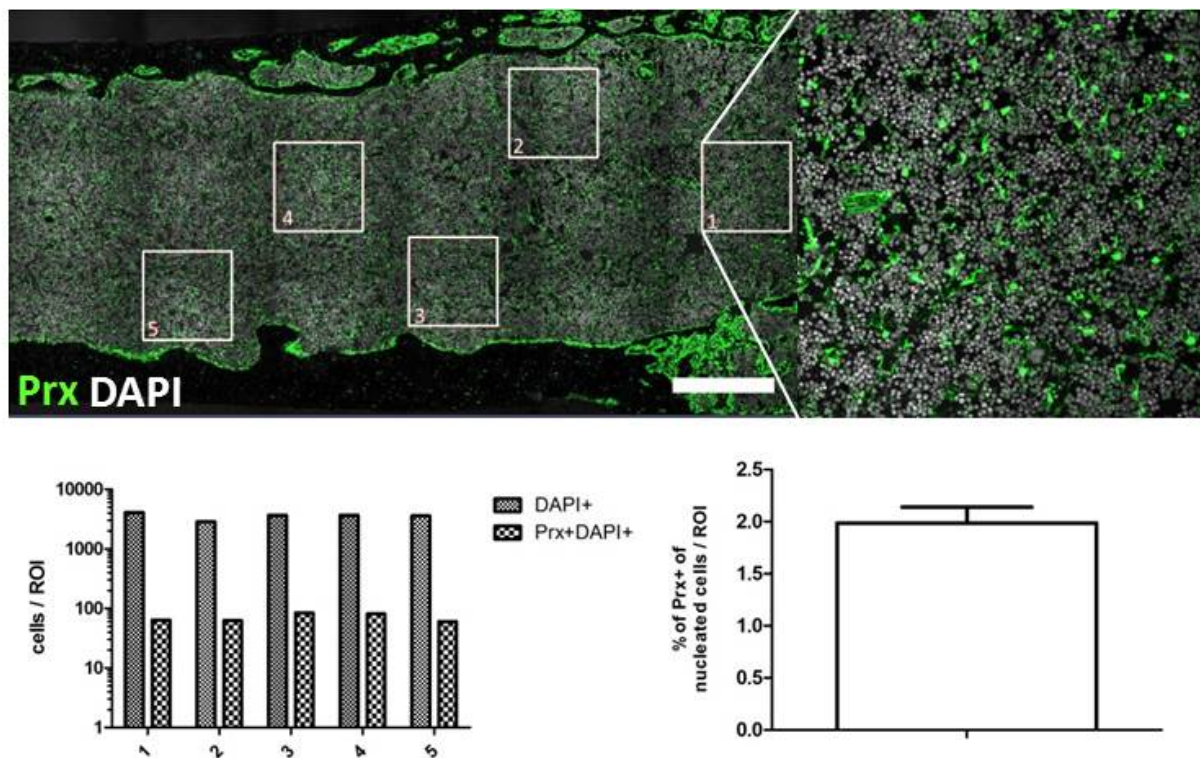 2
1
4
3
5
Prx DAPI
10000
1000
100
10
1
cells / ROI
1 2 3 4 5
DAPI+
Prx+DAPI+
2.5
2.0
1.5
1.0
0.5
0.0
% of Prx+ of
nucleated cells / ROI